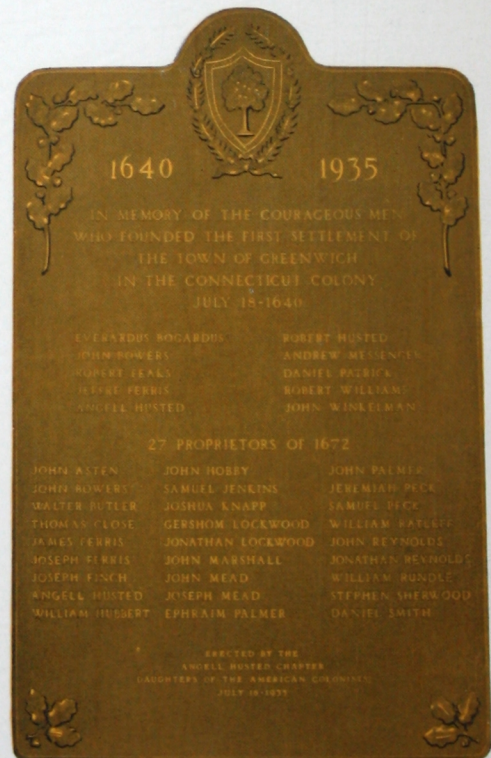 1640 1935
IN MEMORY OF THE COURAGEOUS MEN
WHO FOUNDED THE FIRST SETTLEMENT OF
THE TOWN OF GREENWICH
IN THE CONNECTICUT COLONY
JULY 18-1640
EVERARDUS BOGARDUS ROBERT HUSTED
JOHN BOWERS ANDREW MESSENGER
ROBERT FEAKS DANIEL PATRICK
JEFFRE FERRIS ROBERT WILLIAMS
ANGELL HUSTED JOHN WINKELMAN
27 PROPRIETORS OF 1672
JOHN ASTEN JOHN HOBBY JOHN PALMER
JOHN BOWERS SAMUEL JENKINS JEREMIAH PECK
WALTER BUTLER JOSHUA KNAPP SAMUEL PECK
THOMAS CLOSE GERSHOM LOCKWOOD WILLIAM RATLEFF
JAMES FERRIS JONATHAN LOCKWOOD JOHN REYNOLDS
JOSEPH FERRIS JOHN MARSHALL JONATHAN REYNOLDS
JOSEPH FINCH JOHN MEAD WILLIAM RUNDLE
ANGELL HUSTED JOSEPH MEAD STEPHEN SHERWOOD
WILLIAM HUBBERT EPHRAIM PALMER DANIEL SMITH
ERECTED BY THE
ANGELL HUSTED CHAPTER
DAUGHTERS OF THE AMERICAN COLONISTS
JULY 18-1935